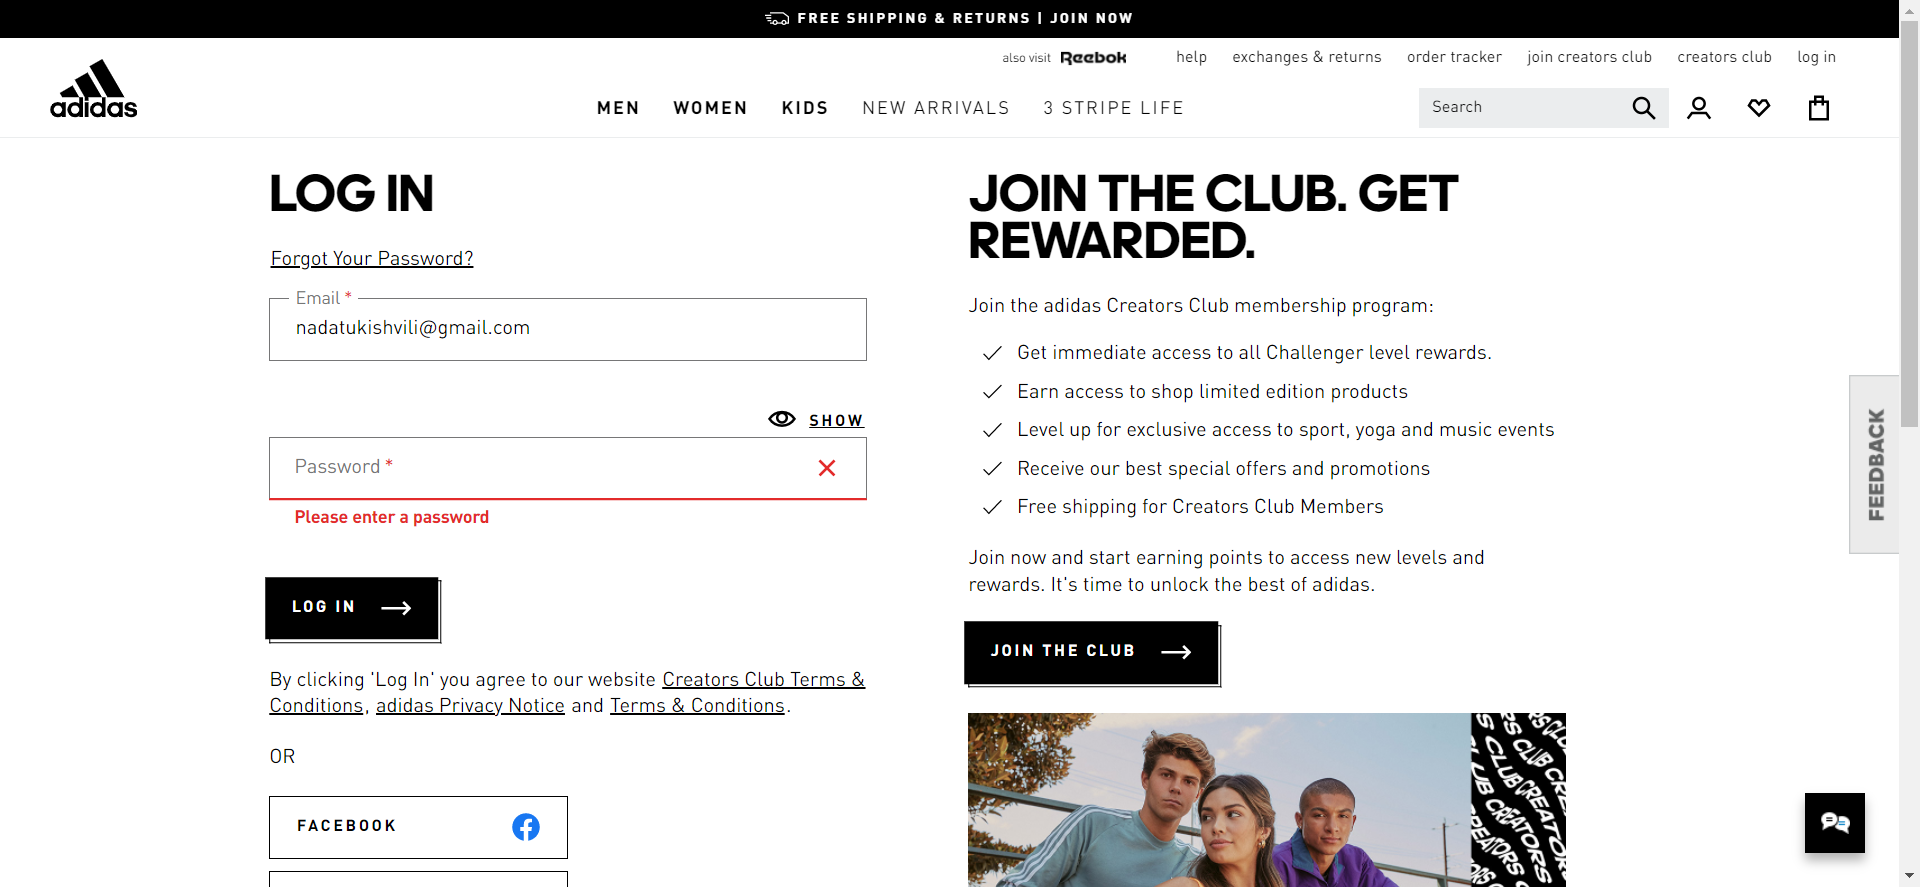 FREE SHIPPING & RETURNS | JOIN NOW
also visit Reebok help exchanges & returns order tracker join creators club creators club log in
adidas
MEN WOMEN KIDS NEW ARRIVALS 3 STRIPE LIFE Search
LOG IN
Forgot Your Password?
Email *
nadatukishvili@gmail.com
SHOW
Password *
Please enter a password
LOG IN
By clicking 'Log In' you agree to our website Creators Club Terms &
Conditions, adidas Privacy Notice and Terms & Conditions.
OR
FACEBOOK
JOIN THE CLUB. GET
REWARDED.
Join the adidas Creators Club membership program:
Get immediate access to all Challenger level rewards.
Earn access to shop limited edition products
Level up for exclusive access to sport, yoga and music events
Receive our best special offers and promotions
Free shipping for Creators Club Members
Join now and start earning points to access new levels and
rewards. It's time to unlock the best of adidas.
JOIN THE CLUB
FEEDBACK
CREATORS CLUB